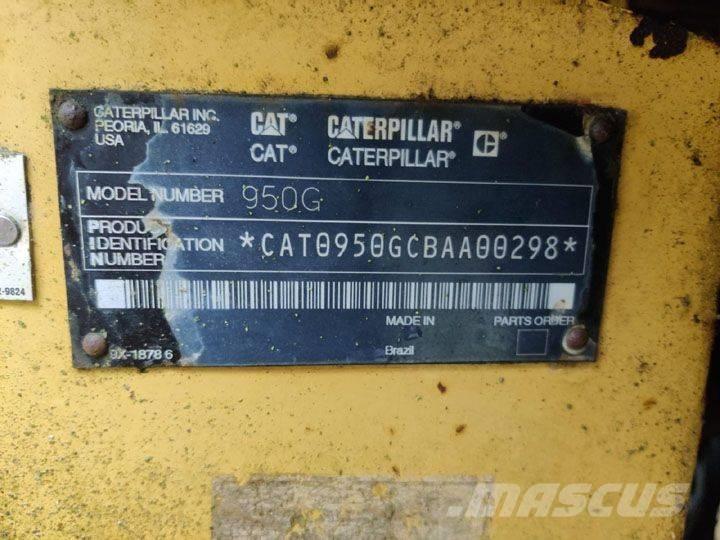 CATERPILLAR INC.
PEORIA, IL 61629
USA
CAT®
CATERPILLAR®
C®
CAT®
CATERPILLAR®
MODEL NUMBER
950G
PRODUCT
IDENTIFICATION
NUMBER
*CAT0950GCBAA00298*
MADE IN
PARTS ORDER
Brazil
9X-1878 6
-9824
MASCUS